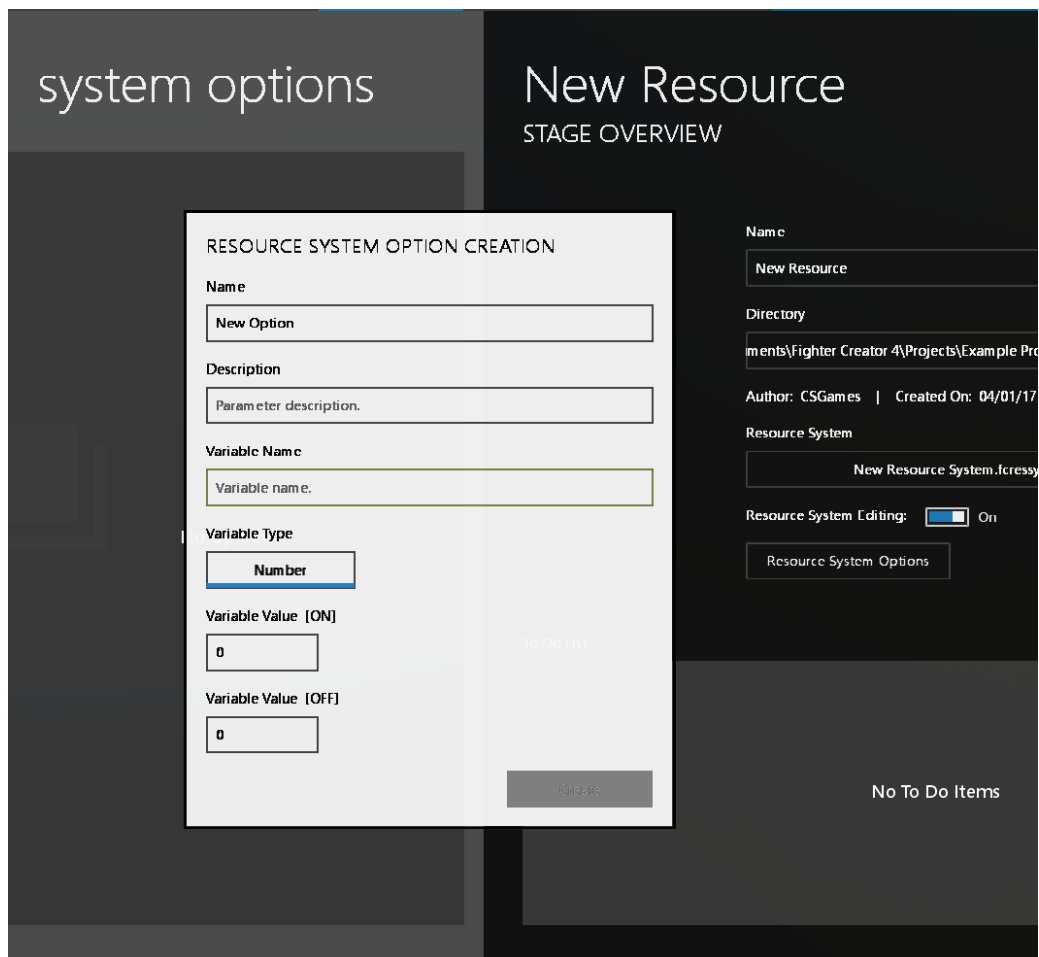 system options
New Resource
STAGE OVERVIEW
RESOURCE SYSTEM OPTION CREATION
Name
New Option
Description
Parameter description.
Variable Name
Variable name.
Variable Type
Number
Variable Value [ON]
0
Variable Value [OFF]
0
Create
Name
New Resource
Directory
ments\Fighter Creator 4\Projects\Example Pro
Author: CSGames | Created On: 04/01/17
Resource System
New Resource System.fcressy
Resource System Editing: On
Resource System Options
To Do List
No To Do Items